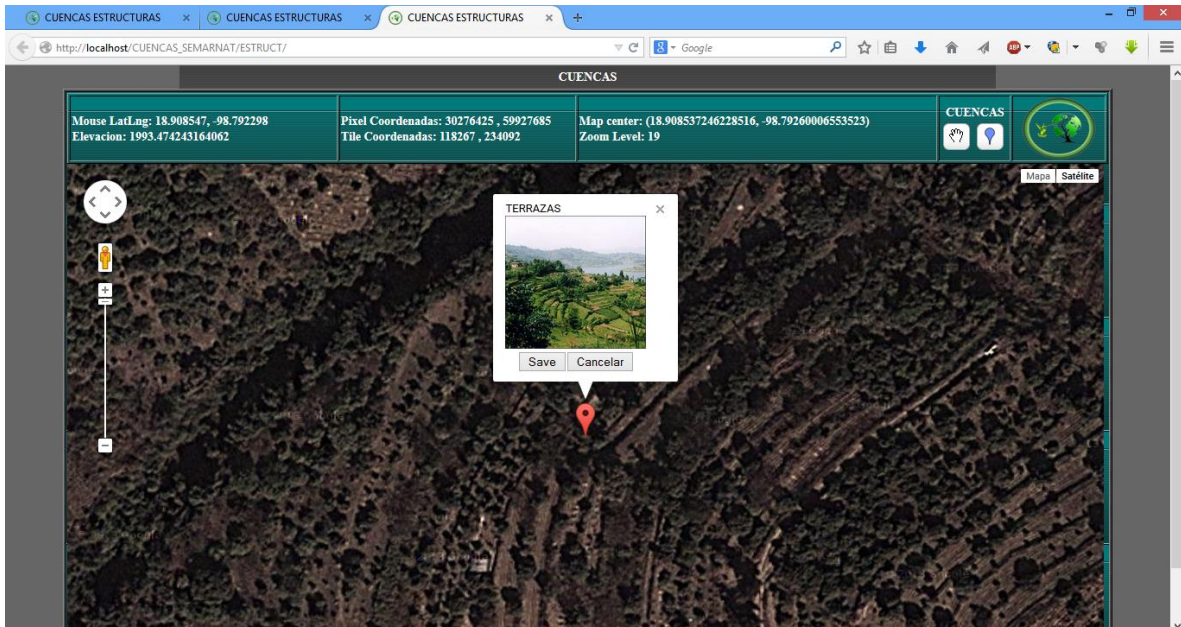 CUENCAS ESTRUCTURAS × CUENCAS ESTRUCTURAS × CUENCAS ESTRUCTURAS × +
http://localhost/CUENCAS_SEMARNAT/ESTRUCT/
8 Google
ABP
CUENCAS
Mouse LatLng: 18.908547, -98.792298
Elevacion: 1993.474243164062
Pixel Coordenadas: 30276425 , 59927685
Tile Coordenadas: 118267 , 234092
Map center: (18.908537246228516, -98.79260006553523)
Zoom Level: 19
CUENCAS
Mapa Satélite
TERRAZAS ×
Save Cancelar